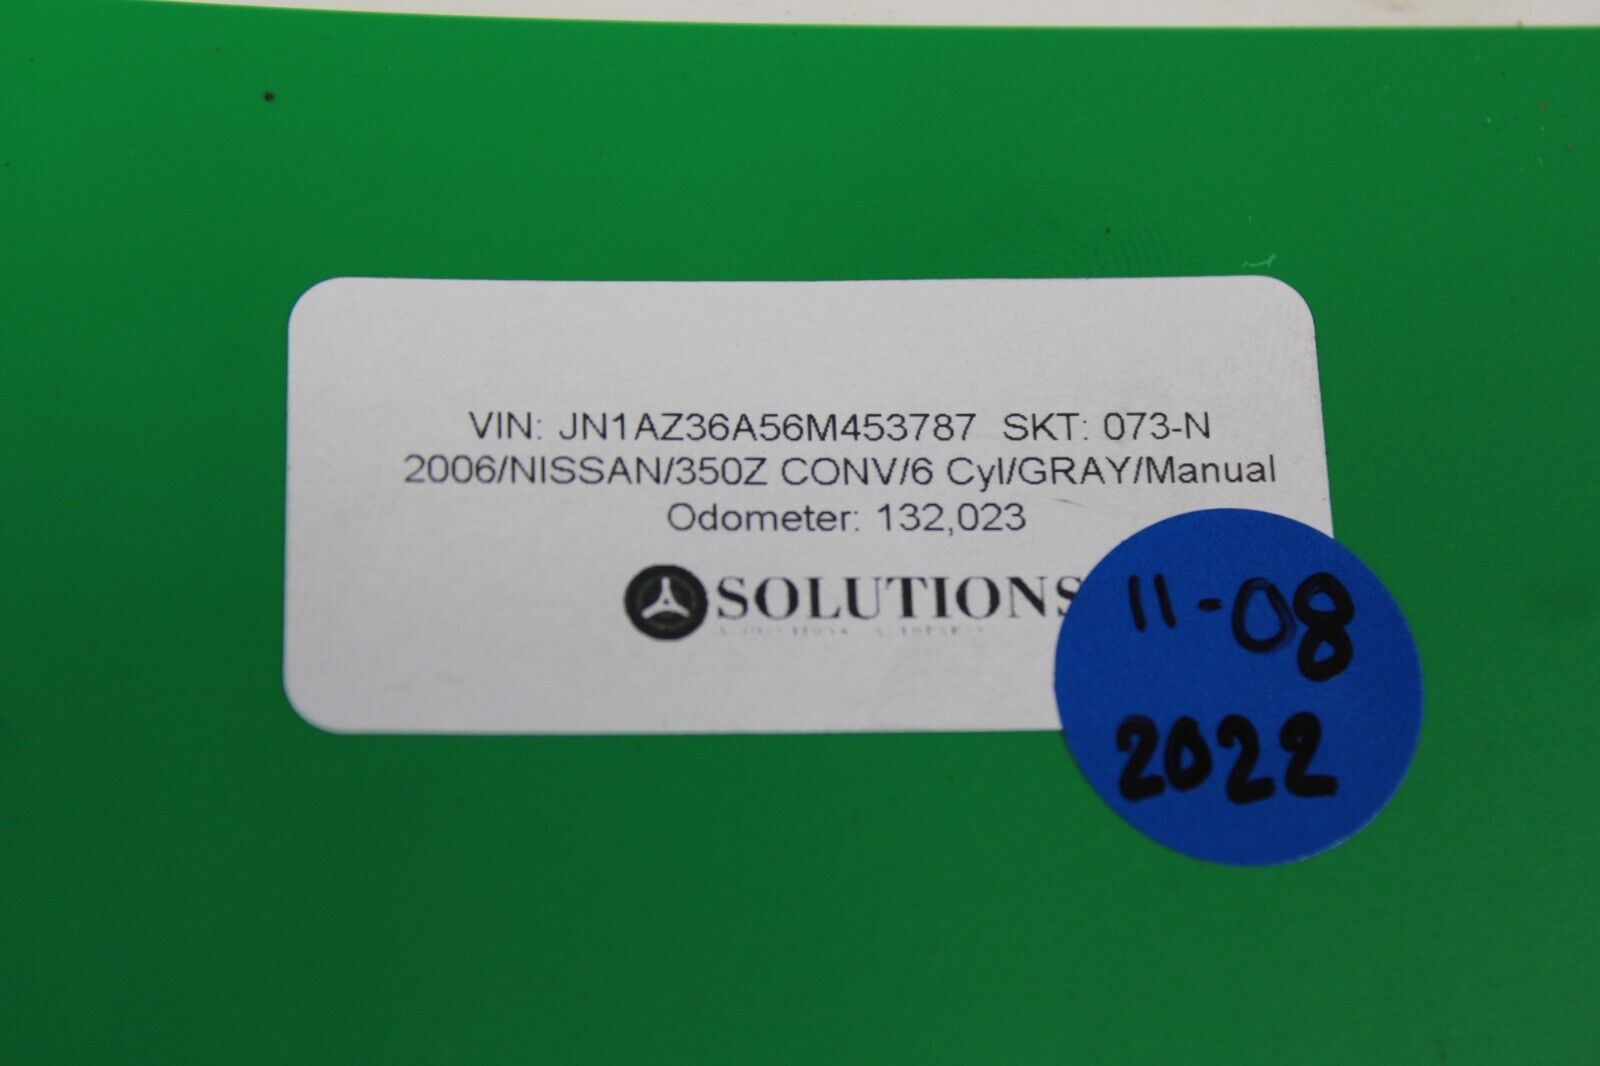 VIN: JN1AZ36A56M453787 SKT: 073-N
2006/NISSAN/350Z CONV/6 Cyl/GRAY/Manual
Odometer: 132,023
SOLUTIONS
11-08
2022